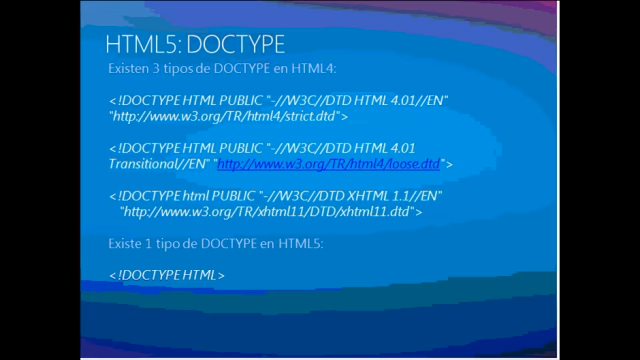 HTML5: DOCTYPE
Existen 3 tipos de DOCTYPE en HTML4:
<!DOCTYPE HTML PUBLIC "-//W3C//DTD HTML 4.01//EN"
"http://www.w3.org/TR/html4/strict.dtd">
<!DOCTYPE HTML PUBLIC "-//W3C//DTD HTML 4.01
Transitional//EN" "http://www.w3.org/TR/html4/loose.dtd">
<!DOCTYPE html PUBLIC "-//W3C//DTD XHTML 1.1//EN"
"http://www.w3.org/TR/xhtml11/DTD/xhtml11.dtd">
Existe 1 tipo de DOCTYPE en HTML5:
<!DOCTYPE HTML>